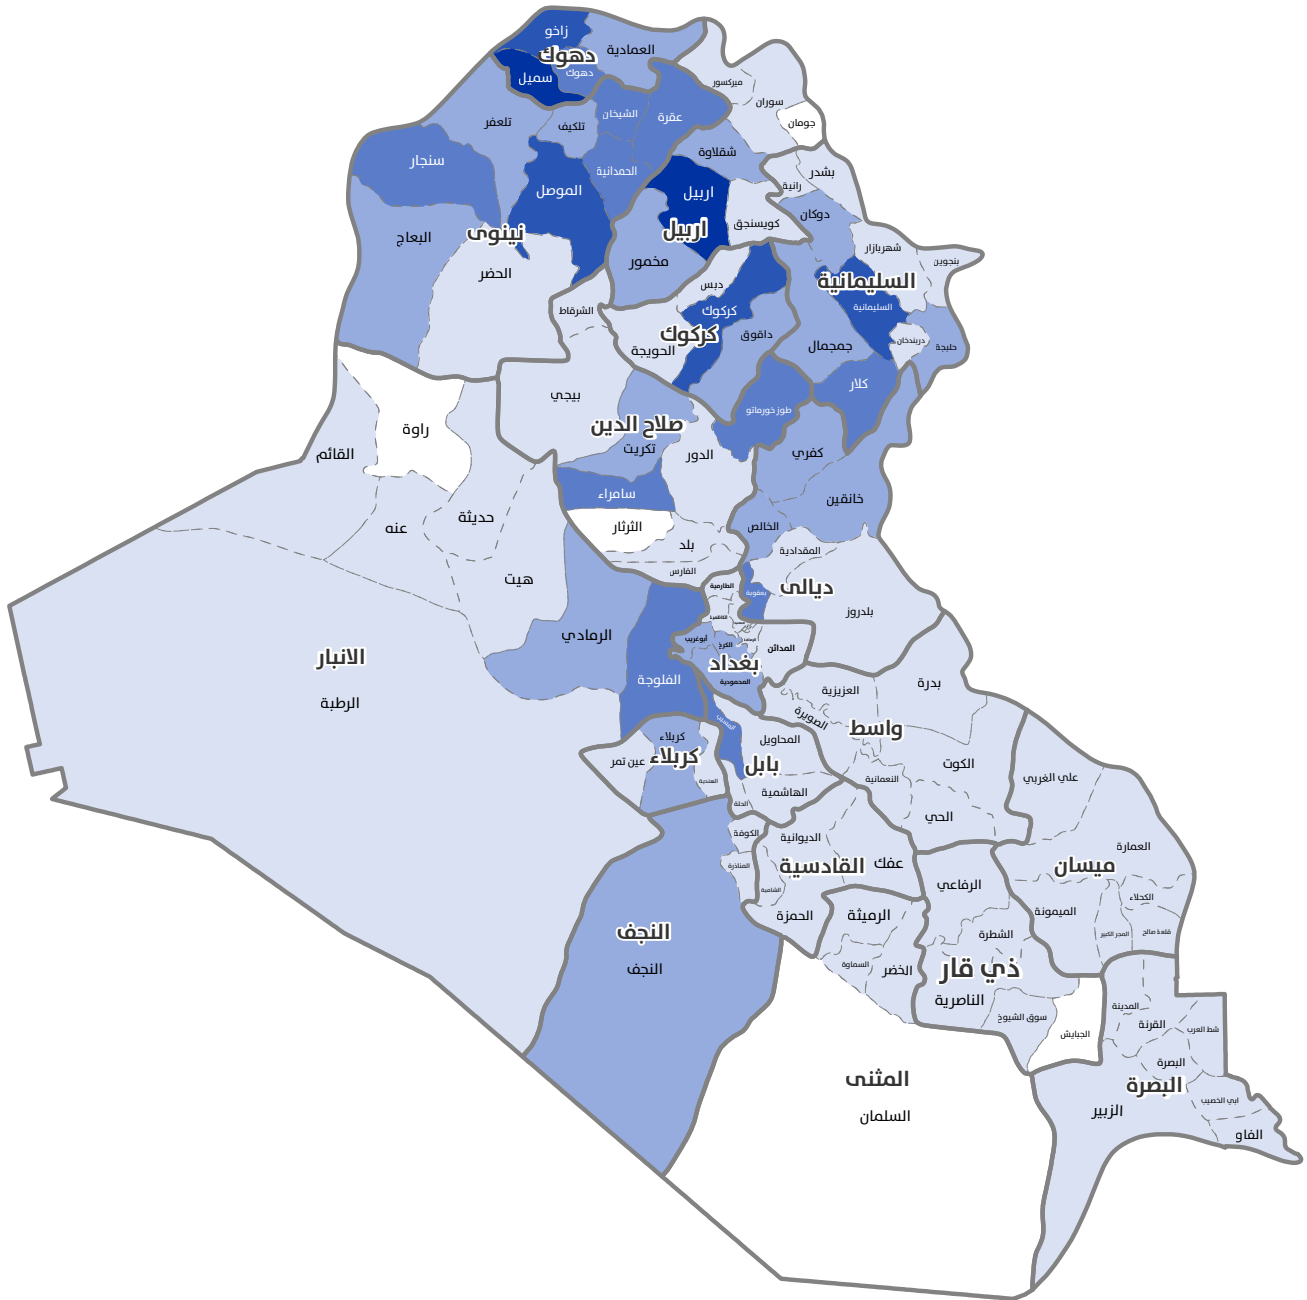 زاخو
العمادية
دهوك
دهوك
سميل
ميركسور
سوران
جومان
تلعفر
تلكيف
الشيخان
عقرة
شقلاوة
سنجار
الموصل
الحمدانية
اربيل
رانية
بشدر
دوكان
كويسنجق
اربيل
البعاج
نينوى
الحضر
مخمور
شهربازار
بنجوين
السليمانية
السليمانية
دبس
كركوك
الشرقاط
كركوك
داقوق
الحويجة
جمجمال
دربندخان
حلبجة
كلار
بيجي
طوز خورماتو
صلاح الدين
تكريت
الدور
كفري
راوة
القائم
خانقين
سامراء
حديثة
عنه
الثرثار
الخالص
بلد
المقدادية
هيت
الفارس
الطارمية
ديالى
بعقوبة
بلدروز
الرمادي
ابوغريب
الكرخ
المدائن
بغداد
المحمودية
الانبار
الرطبة
الفلوجة
العزيزية
بدرة
الصويرة
واسط
المسيب
كربلاء
كربلاء
عين تمر
المحاويل
بابل
الهندية
الهاشمية
الحلة
الكوت
النعمانية
الحي
علي الغربي
الكوفة
الديوانية
المناذرة
القادسية
عفك
الشامية
الحمزة
العمارة
ميسان
الرفاعي
الكحلاء
الميمونة
المجر الكبير
قلعة صالح
الرميثة
الشطرة
السماوة
الخضر
ذي قار
الناصرية
سوق الشيوخ
الجبايش
النجف
النجف
المدينة
القرنة
شط العرب
البصرة
البصرة
الزبير
ابي الخصيب
الفاو
المثنى
السلمان